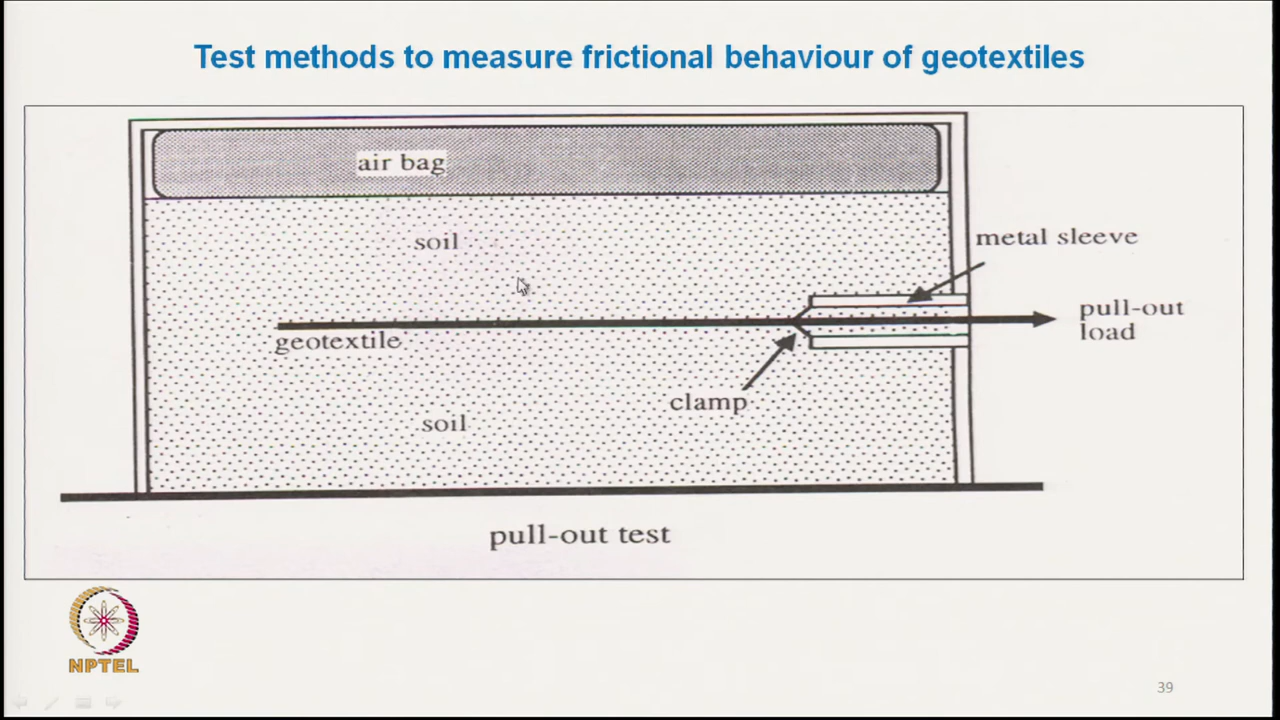 Test methods to measure frictional behaviour of geotextiles
air bag
soil
metal sleeve
pull-out
load
geotextile
clamp
soil
pull-out test
NPTEL
39